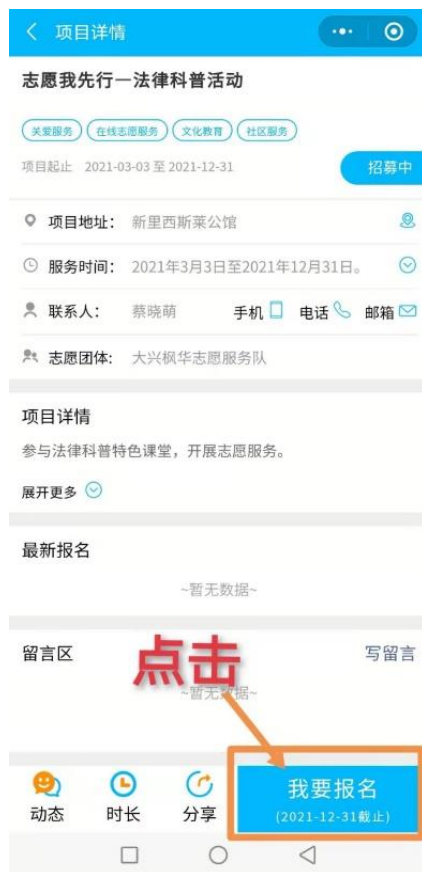 项目详情
志愿我先行—法律科普活动
关爱服务 在线志愿服务 文化教育 社区服务
项目起止 2021-03-03 至 2021-12-31 招募中
项目地址: 新里西斯莱公馆
服务时间: 2021年3月3日至2021年12月31日。
联系人: 蔡晓萌 手机 电话 邮箱
志愿团体: 大兴枫华志愿服务队
项目详情
参与法律科普特色课堂，开展志愿服务。
展开更多
最新报名
~暂无数据~
留言区 点击 写留言
~暂无数据~
动态 时长 分享 我要报名
(2021-12-31截止)